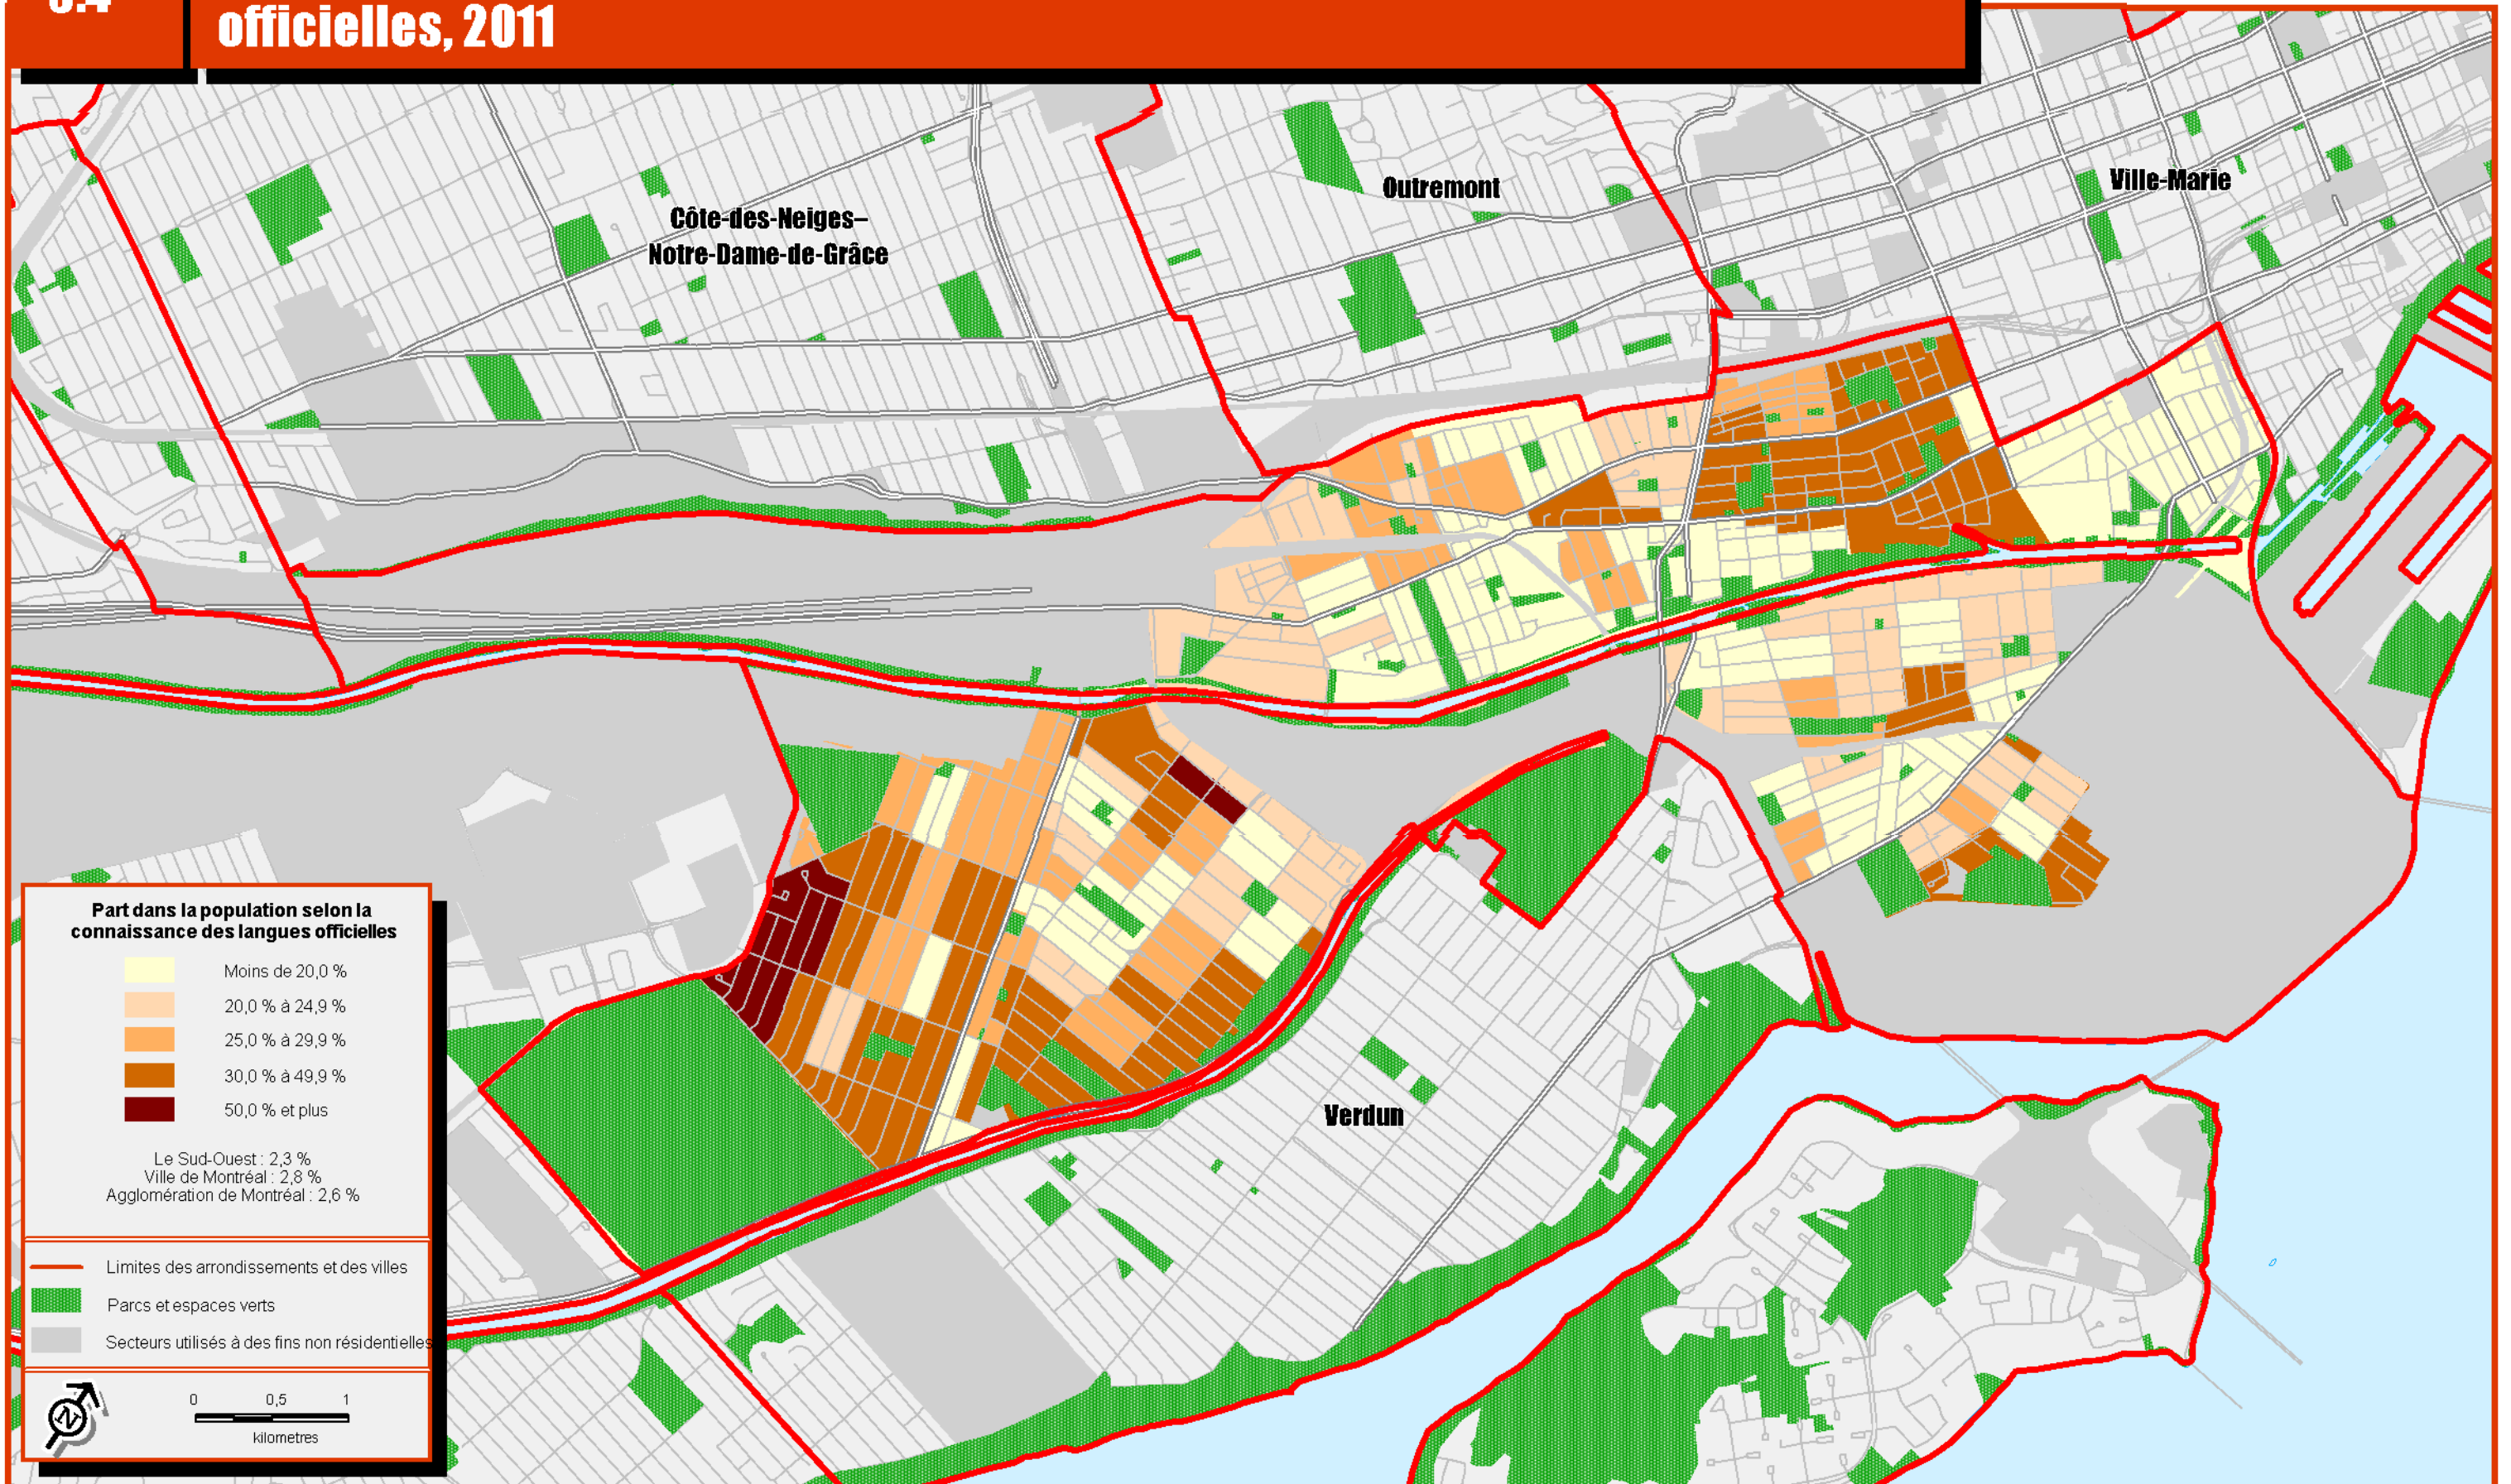 officielles, 2011
Côte-des-Neiges–
Notre-Dame-de-Grâce
Outremont
Ville-Marie
Verdun
Part dans la population selon la
connaissance des langues officielles
Moins de 20,0 %
20,0 % à 24,9 %
25,0 % à 29,9 %
30,0 % à 49,9 %
50,0 % et plus
Le Sud-Ouest : 2,3 %
Ville de Montréal : 2,8 %
Agglomération de Montréal : 2,6 %
Limites des arrondissements et des villes
Parcs et espaces verts
Secteurs utilisés à des fins non résidentielles
N
0 0,5 1
kilometres